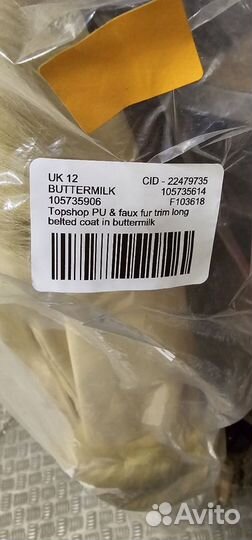 UK 12 CID - 22479735
BUTTERMILK 105735614
105735906 F103618
Topshop PU & faux fur trim long
belted coat in buttermilk
Avito